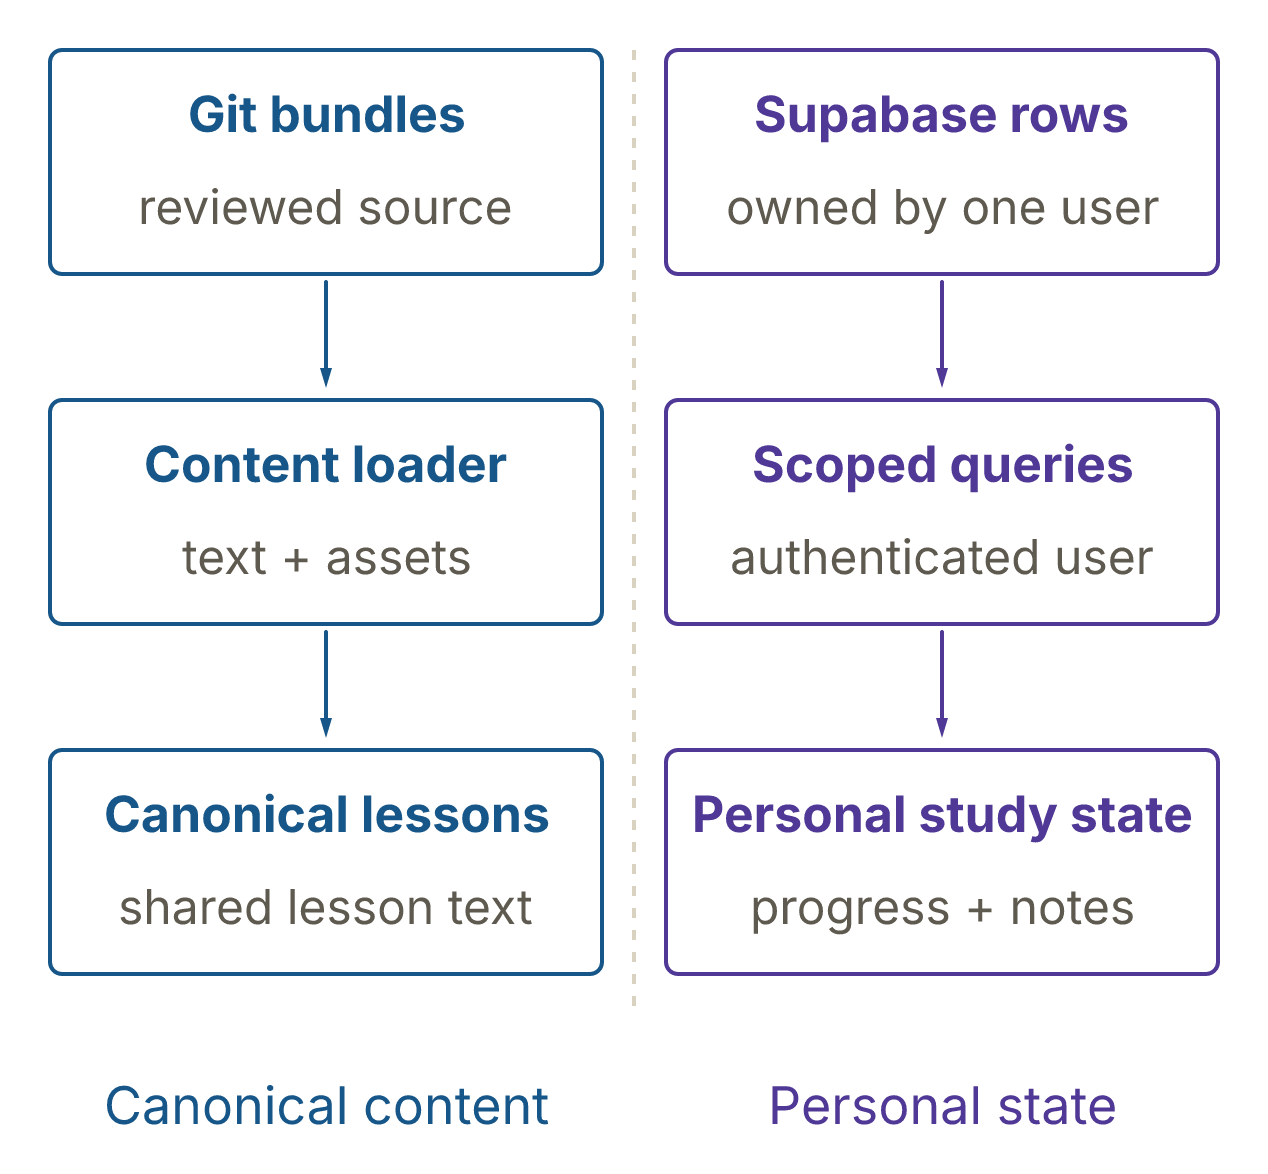 Git bundles
reviewed source
Content loader
text + assets
Canonical lessons
shared lesson text
Canonical content
Supabase rows
owned by one user
Scoped queries
authenticated user
Personal study state
progress + notes
Personal state